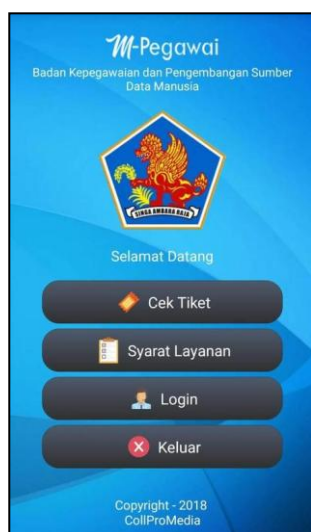 M-Pegawai
Badan Kepegawaian dan Pengembangan Sumber
Data Manusia
SINGA AMBARA RAJA
Selamat Datang
Cek Tiket
Syarat Layanan
Login
Keluar
Copyright - 2018
CollProMedia